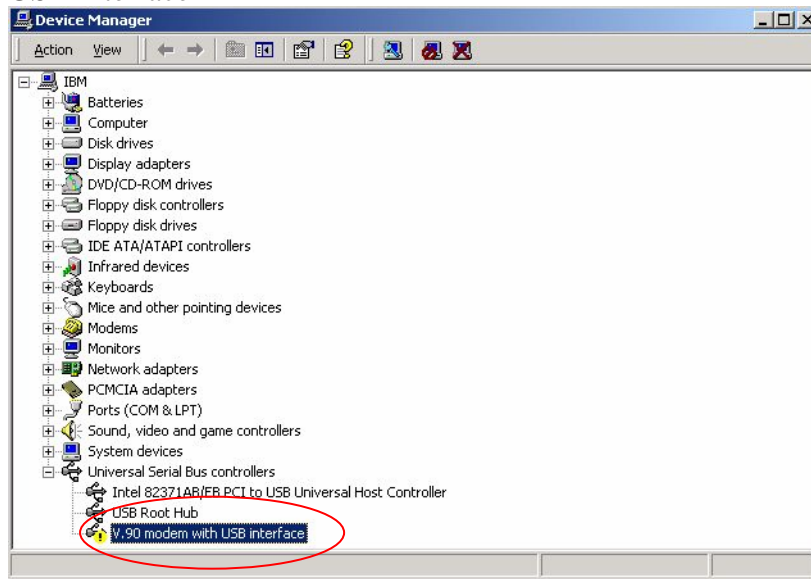 Device Manager
Action View
IBM
Batteries
Computer
Disk drives
Display adapters
DVD/CD-ROM drives
Floppy disk controllers
Floppy disk drives
IDE ATA/ATAPI controllers
Infrared devices
Keyboards
Mice and other pointing devices
Modems
Monitors
Network adapters
PCMCIA adapters
Ports (COM & LPT)
Sound, video and game controllers
System devices
Universal Serial Bus controllers
Intel 82371AB/EB PCI to USB Universal Host Controller
USB Root Hub
V.90 modem with USB interface